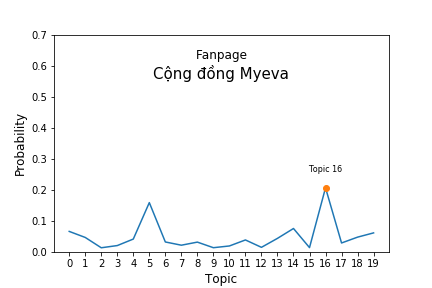 Fanpage
Cộng đồng Myeva
Topic 16
Probability
0.7
0.6
0.5
0.4
0.3
0.2
0.1
0.0
0 1 2 3 4 5 6 7 8 9 10 11 12 13 14 15 16 17 18 19
Topic